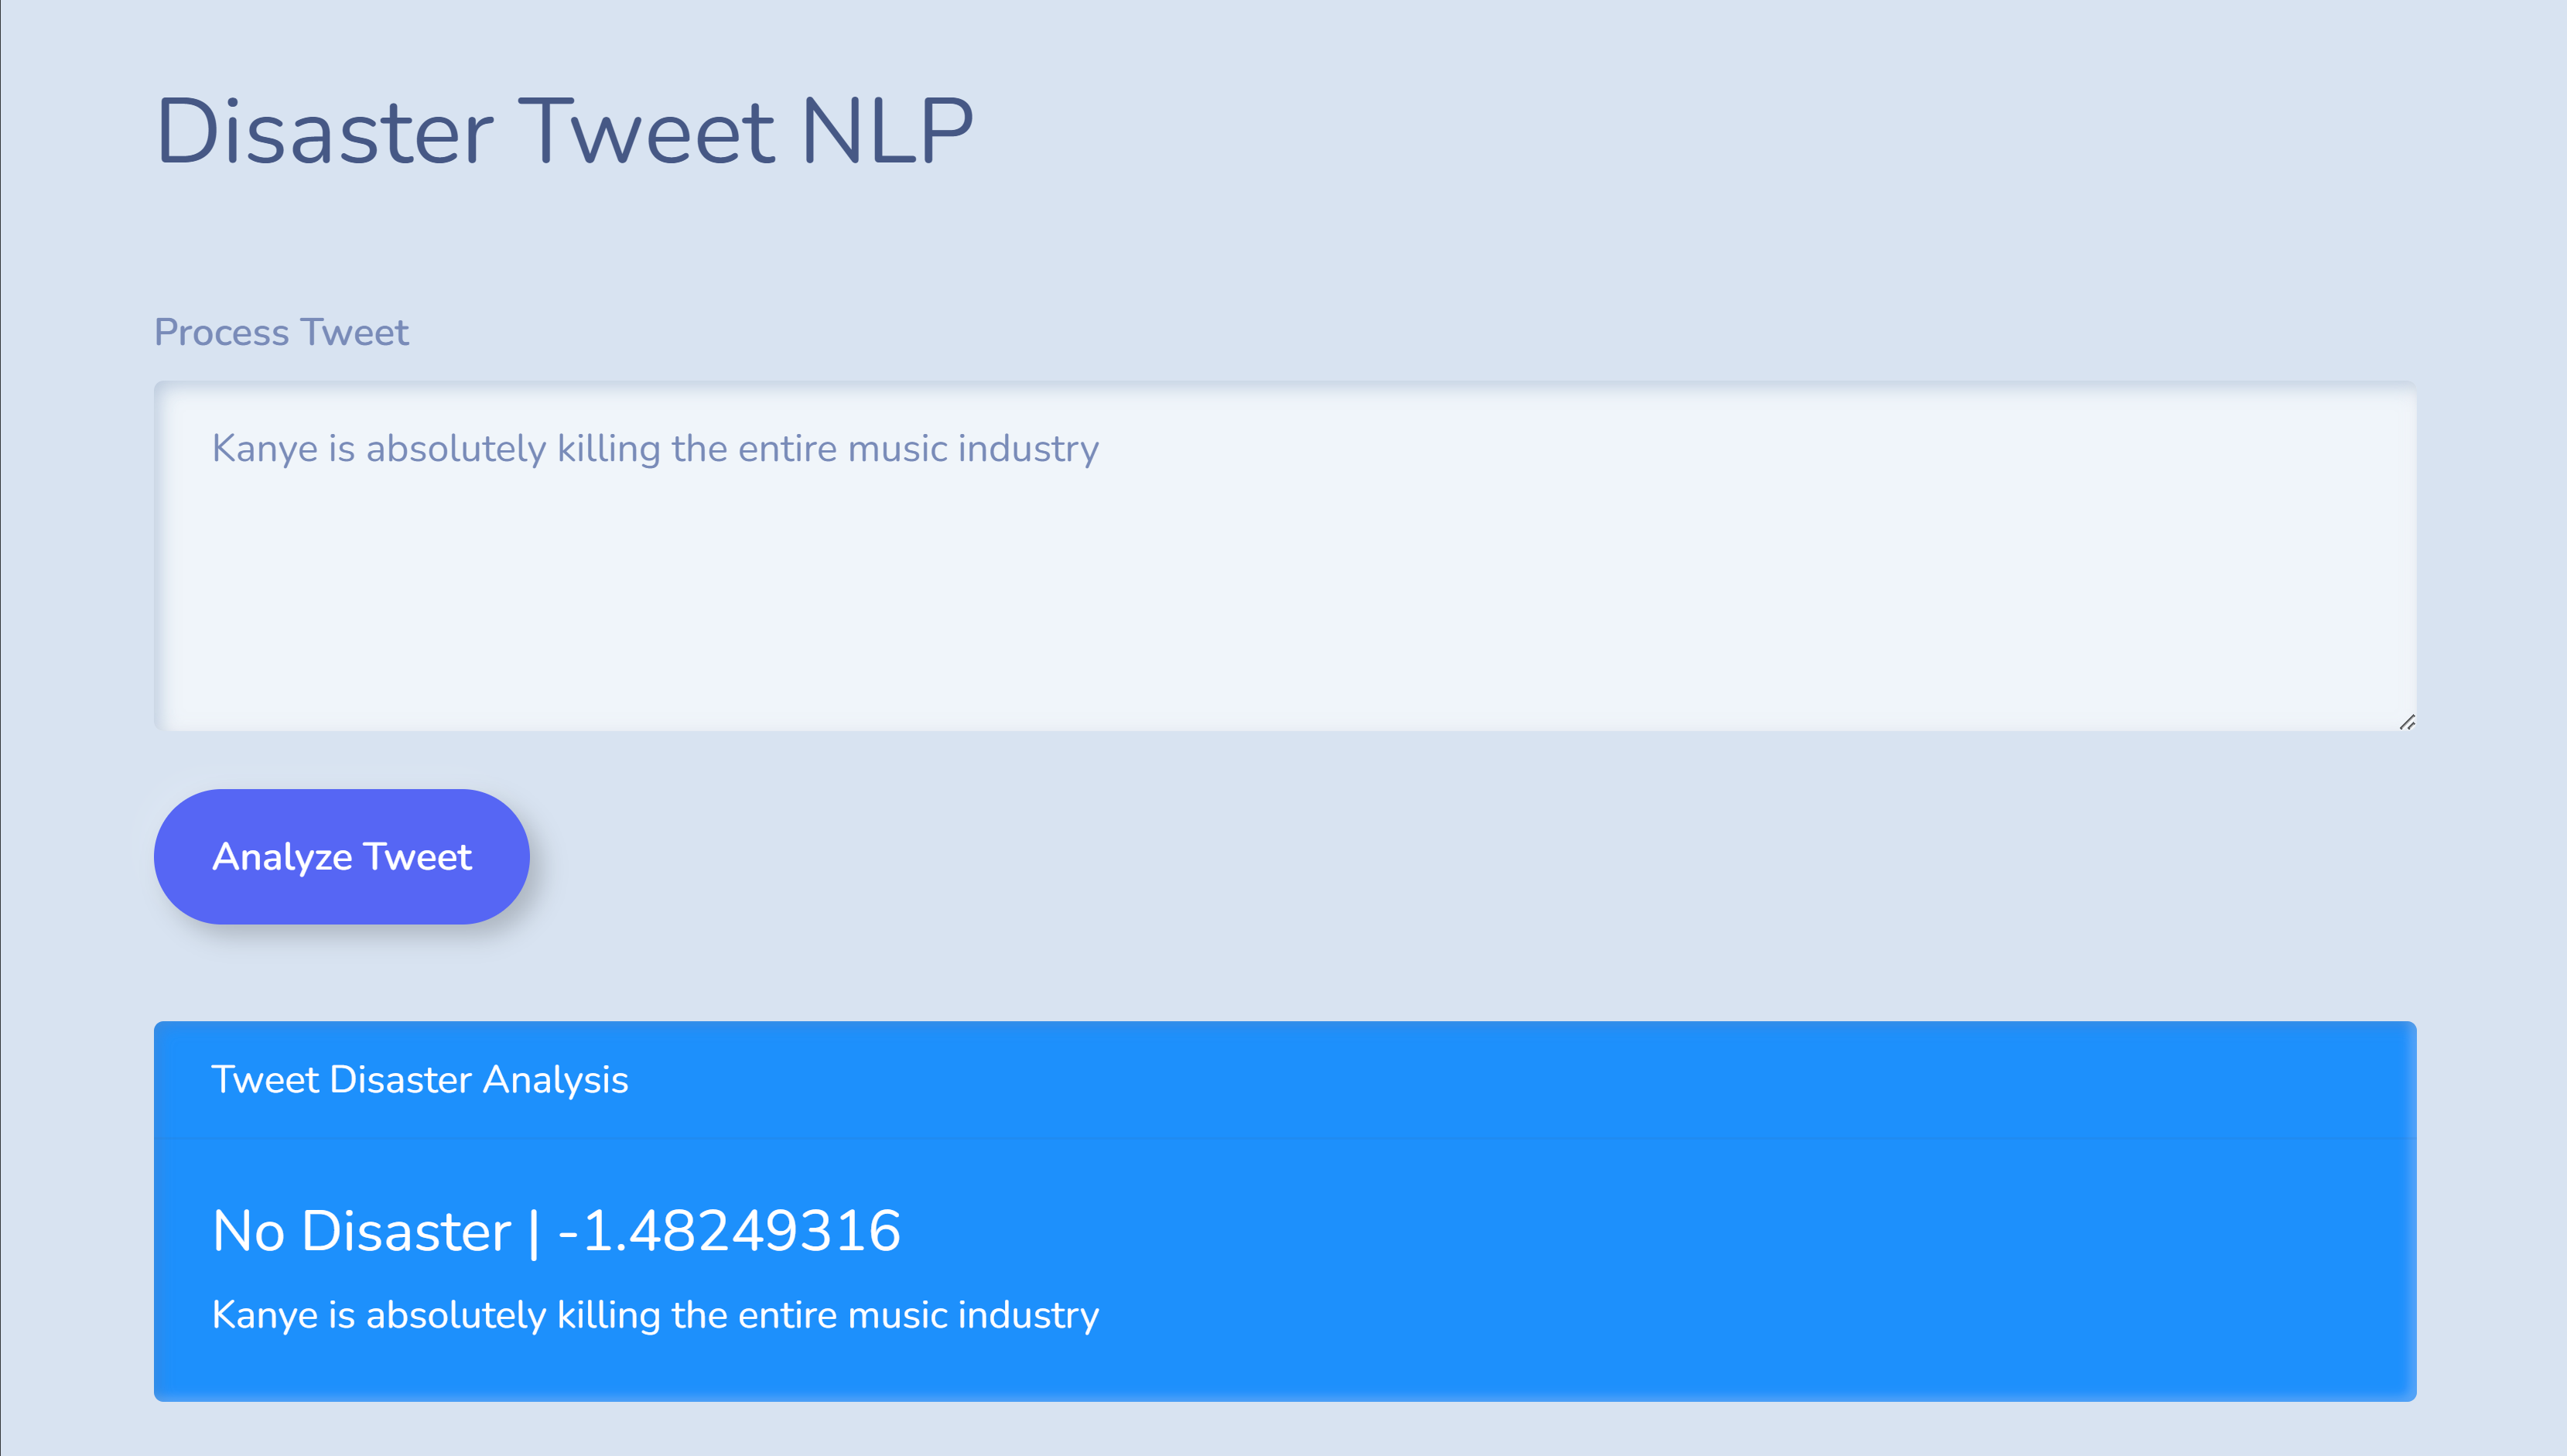 Disaster Tweet NLP
Process Tweet
Kanye is absolutely killing the entire music industry
Analyze Tweet
Tweet Disaster Analysis
No Disaster | -1.48249316
Kanye is absolutely killing the entire music industry